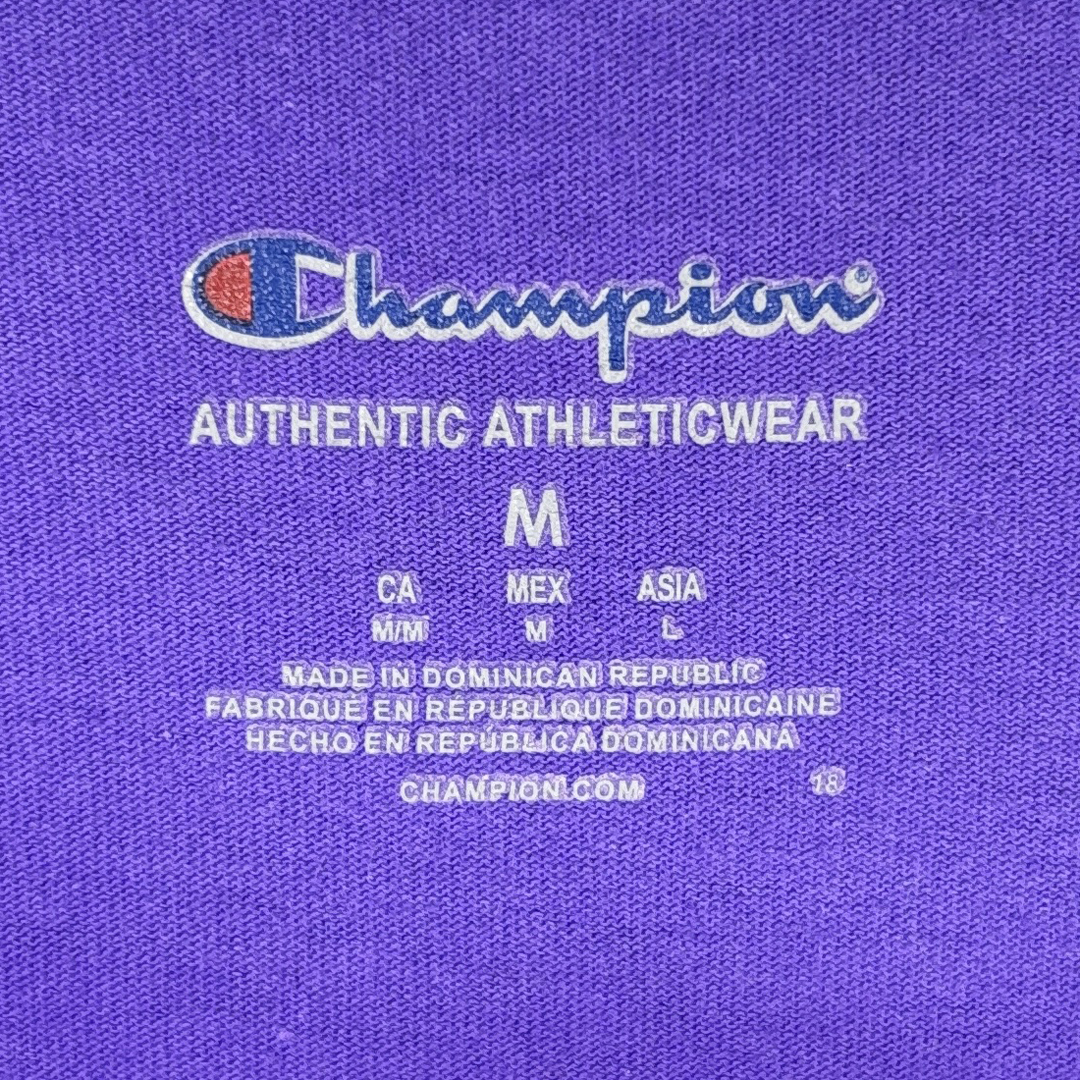 Champion®
AUTHENTIC ATHLETICWEAR
M
CA MEX ASIA
M/M M L
MADE IN DOMINICAN REPUBLIC
FABRIQUÉ EN RÉPUBLIQUE DOMINICAINE
HECHO EN REPÚBLICA DOMINICANA
CHAMPION.COM 18